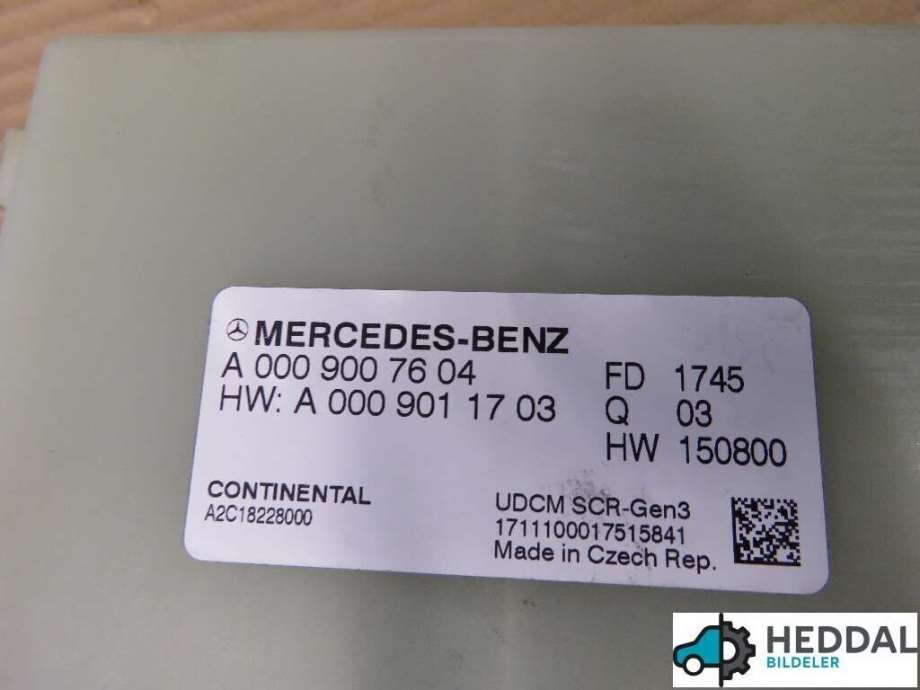 MERCEDES-BENZ
A 000 900 76 04
HW: A 000 901 17 03
FD 1745
Q 03
HW 150800
CONTINENTAL
A2C18228000
UDCM SCR-Gen3
1711100017515841
Made in Czech Rep.
HEDDAL
BILDELER